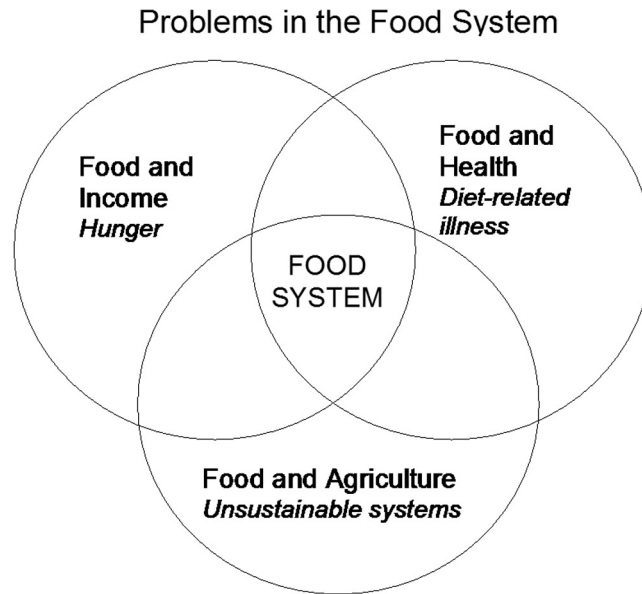 Problems in the Food System
Food and
Income
Hunger
Food and
Health
Diet-related
illness
FOOD
SYSTEM
Food and Agriculture
Unsustainable systems